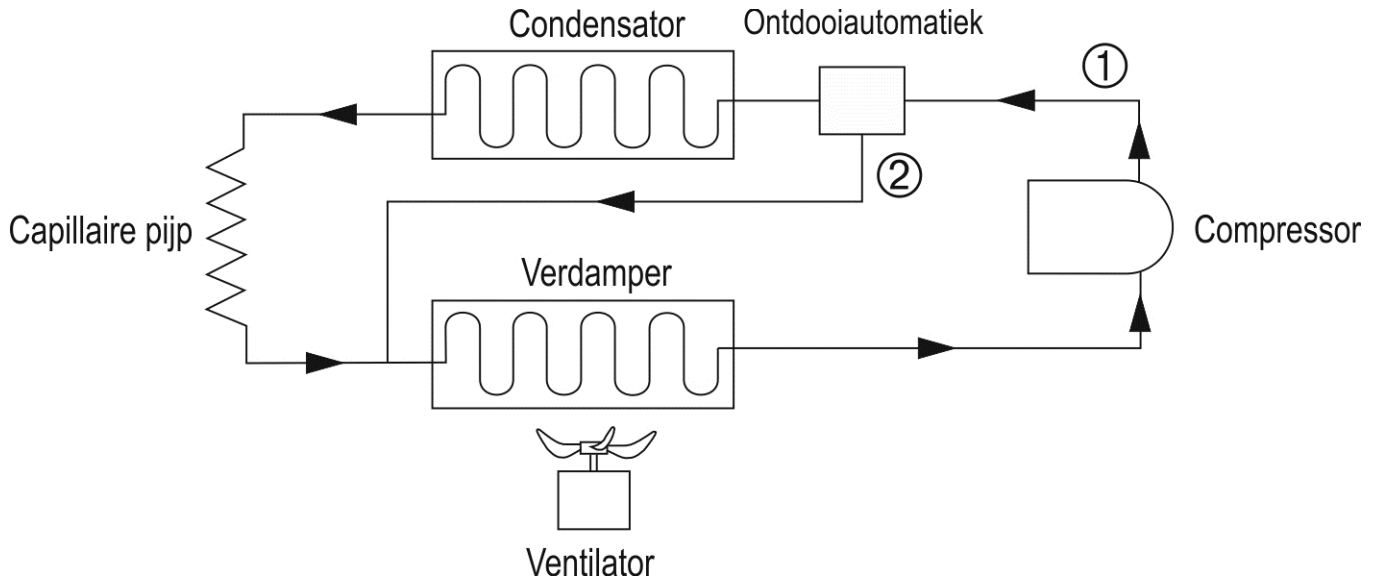 Condensator
Ontdooiautomatiek
①
②
Capillaire pijp
Compressor
Verdamper
Ventilator